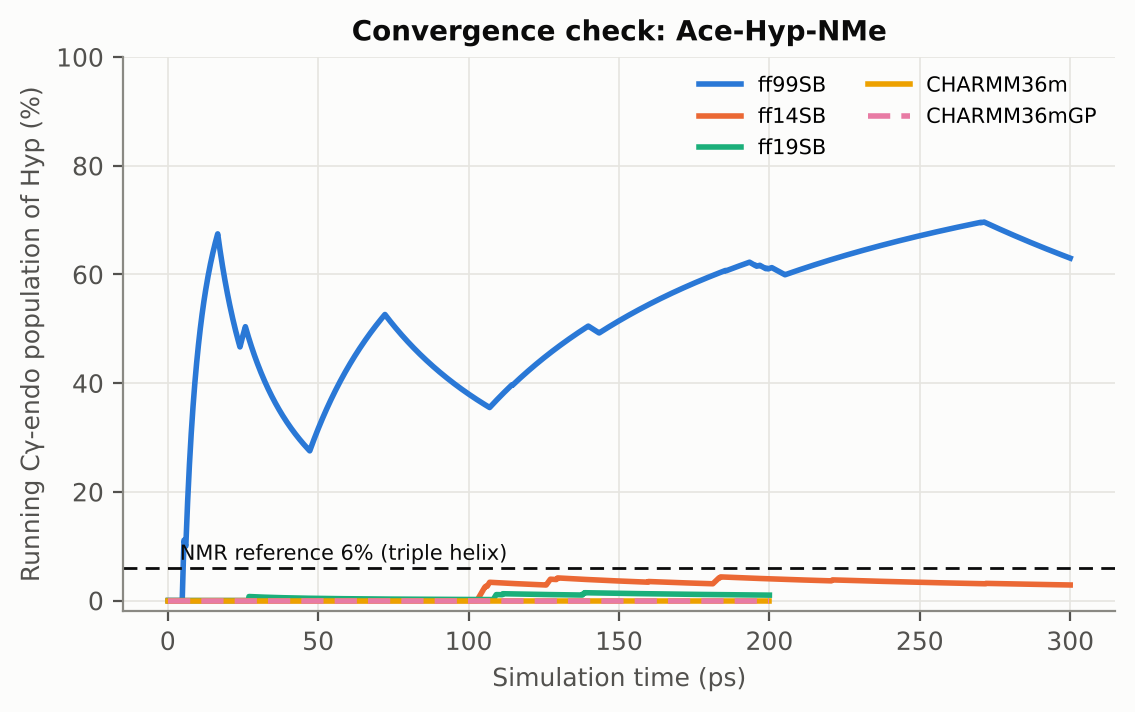 Convergence check: Ace-Hyp-NMe
Running Cγ-endo population of Hyp (%)
100
80
60
40
20
0
ff99SB
ff14SB
ff19SB
CHARMM36m
CHARMM36mGP
NMR reference 6% (triple helix)
0 50 100 150 200 250 300
Simulation time (ps)